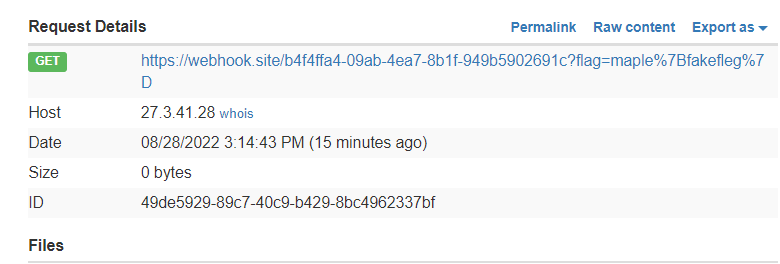 Request Details Permalink Raw content Export as
GET https://webhook.site/b4f4ffa4-09ab-4ea7-8b1f-949b5902691c?flag=maple%7Bfakefleg%7
D
Host 27.3.41.28 whois
Date 08/28/2022 3:14:43 PM (15 minutes ago)
Size 0 bytes
ID 49de5929-89c7-40c9-b429-8bc4962337bf
Files